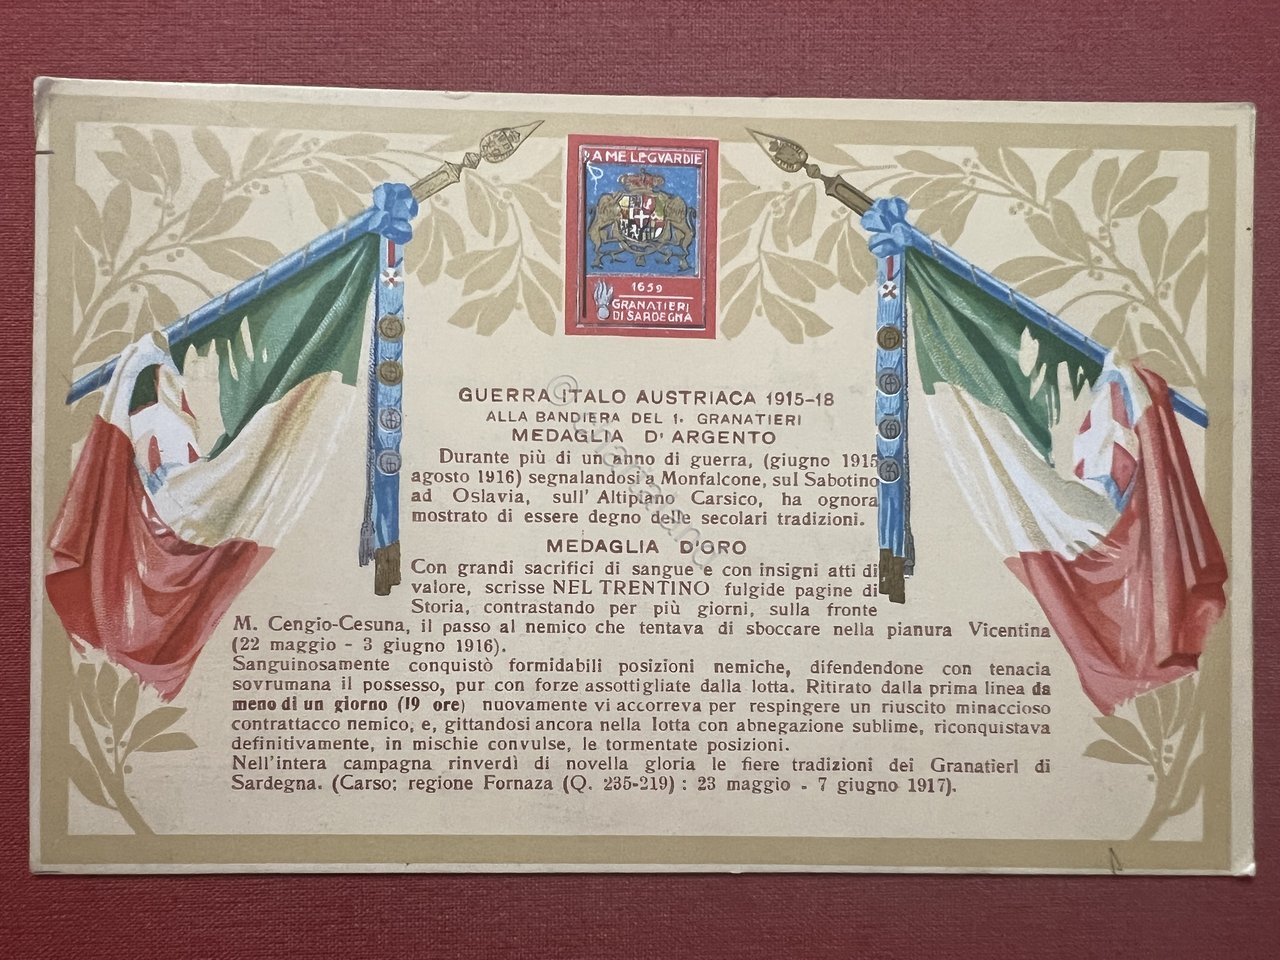 A ME LE GVARDIE
1659
GRANATIERI
DI SARDEGNA
GUERRA ITALO AUSTRIACA 1915-18
ALLA BANDIERA DEL 1. GRANATIERI
MEDAGLIA D'ARGENTO
Durante più di un anno di guerra, (giugno 1915
agosto 1916) segnalandosi a Monfalcone, sul Sabotino
ad Oslavia, sull'Altipiano Carsico, ha ognora
mostrato di essere degno delle secolari tradizioni.
MEDAGLIA D'ORO
Con grandi sacrifici di sangue e con insigni atti di
valore, scrisse NEL TRENTINO fulgide pagine di
Storia, contrastando per più giorni, sulla fronte
M. Cengio-Cesuna, il passo al nemico che tentava di sboccare nella pianura Vicentina
(22 maggio - 3 giugno 1916).
Sanguinosamente conquistò formidabili posizioni nemiche, difendendone con tenacia
sovrumana il possesso, pur con forze assottigliate dalla lotta. Ritirato dalla prima linea da
meno di un giorno (19 ore) nuovamente vi accorreva per respingere un riuscito minaccioso
contrattacco nemico, e, gittandosi ancora nella lotta con abnegazione sublime, riconquistava
definitivamente, in mischie convulse, le tormentate posizioni.
Nell'intera campagna rinverdì di novella gloria le fiere tradizioni dei Granatieri di
Sardegna. (Carso: regione Fornaza (Q. 235-219) : 23 maggio - 7 giugno 1917).